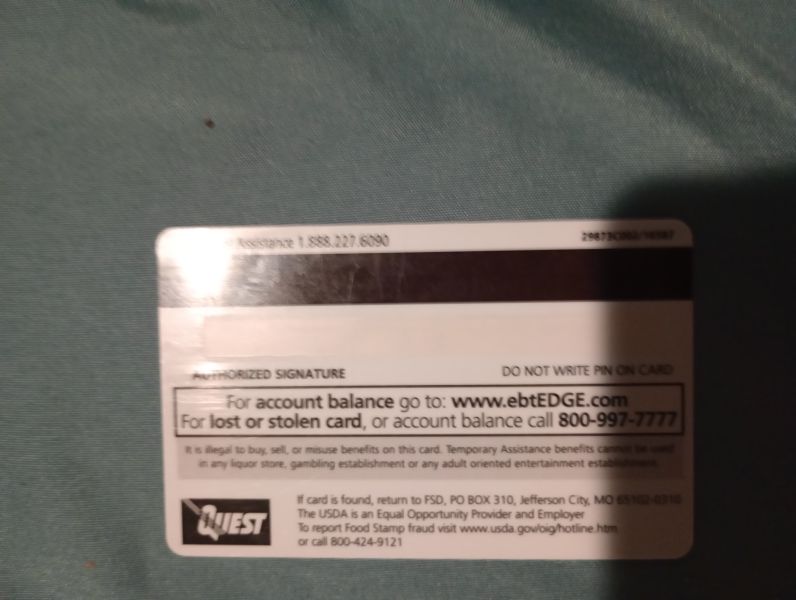 Assistance 1.888.227.6090
AUTHORIZED SIGNATURE DO NOT WRITE PIN ON CARD
For account balance go to: www.ebtEDGE.com
For lost or stolen card, or account balance call 800-997-7777
It is illegal to buy, sell, or misuse benefits on this card. Temporary Assistance benefits cannot be used
in any liquor store, gambling establishment or any adult oriented entertainment establishment.
QUEST
If card is found, return to FSD, PO BOX 310, Jefferson City, MO 65102-0310
The USDA is an Equal Opportunity Provider and Employer
To report Food Stamp fraud visit www.usda.gov/oig/hotline.htm
or call 800-424-9121